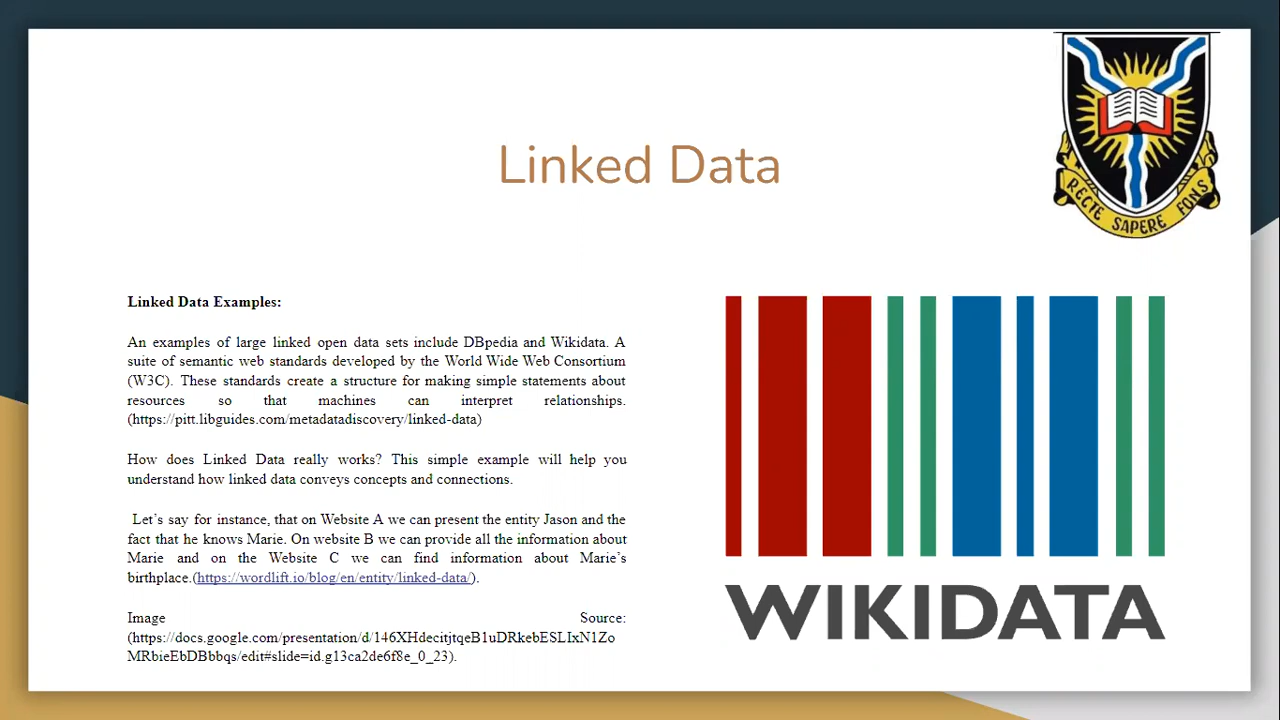 RECTE SAPERE FONS
Linked Data
Linked Data Examples:
An examples of large linked open data sets include DBpedia and Wikidata. A
suite of semantic web standards developed by the World Wide Web Consortium
(W3C). These standards create a structure for making simple statements about
resources so that machines can interpret relationships.
(https://pitt.libguides.com/metadatadiscovery/linked-data)
How does Linked Data really works? This simple example will help you
understand how linked data conveys concepts and connections.
Let’s say for instance, that on Website A we can present the entity Jason and the
fact that he knows Marie. On website B we can provide all the information about
Marie and on the Website C we can find information about Marie’s
birthplace.(https://wordlift.io/blog/en/entity/linked-data/).
Image Source:
(https://docs.google.com/presentation/d/146XHdecitjtqeB1uDRkebESLIxN1Zo
MRbieEbDBbbqs/edit#slide=id.g13ca2de6f8e_0_23).
WIKIDATA